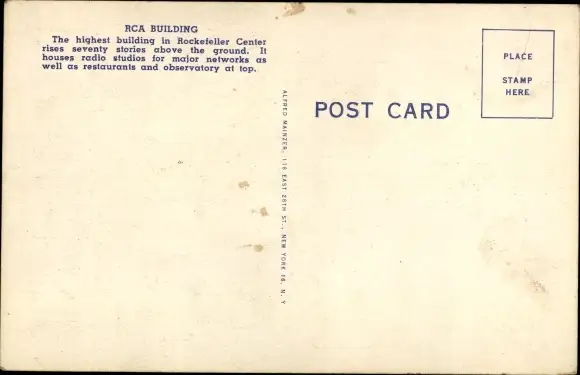 RCA BUILDING
The highest building in Rockefeller Center
rises seventy stories above the ground. It
houses radio studios for major networks as
well as restaurants and observatory at top.
ALFRED MAINZER, 118 EAST 28TH ST., NEW YORK 16, N. Y
POST CARD
PLACE
STAMP
HERE